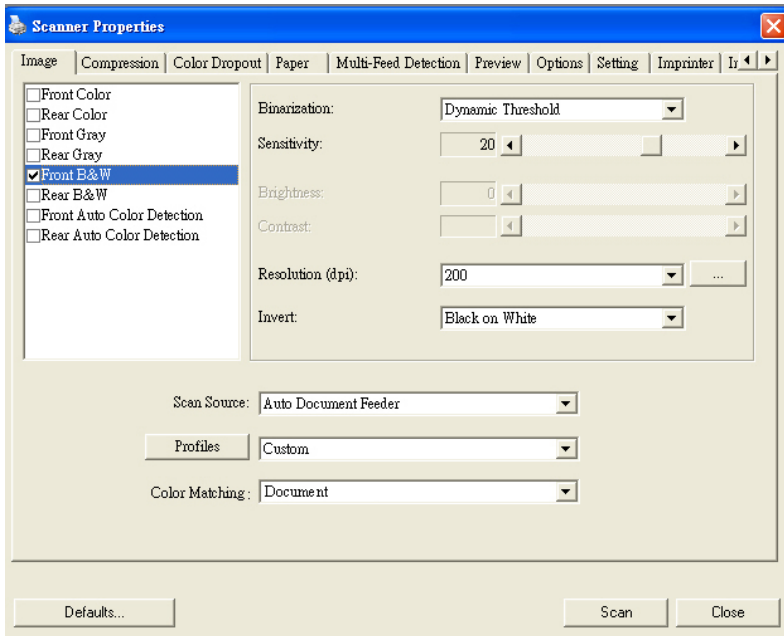 Scanner Properties
Image Compression Color Dropout Paper Multi-Feed Detection Preview Options Setting Imprinter
Front Color
Rear Color
Front Gray
Rear Gray
Front B&W
Rear B&W
Front Auto Color Detection
Rear Auto Color Detection
Binarization: Dynamic Threshold
Sensitivity: 20
Brightness: 0
Contrast:
Resolution (dpi): 200 ...
Invert: Black on White
Scan Source: Auto Document Feeder
Profiles Custom
Color Matching: Document
Defaults... Scan Close